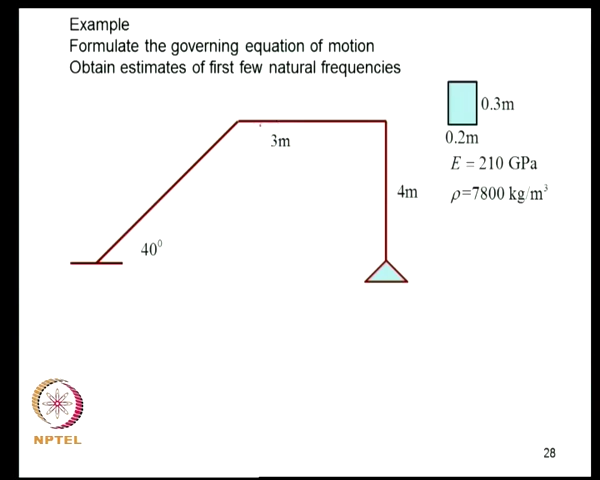 Example
Formulate the governing equation of motion
Obtain estimates of first few natural frequencies
0.3m
0.2m
3m
E = 210 GPa
4m
ρ=7800 kg/m³
40⁰
NPTEL
28